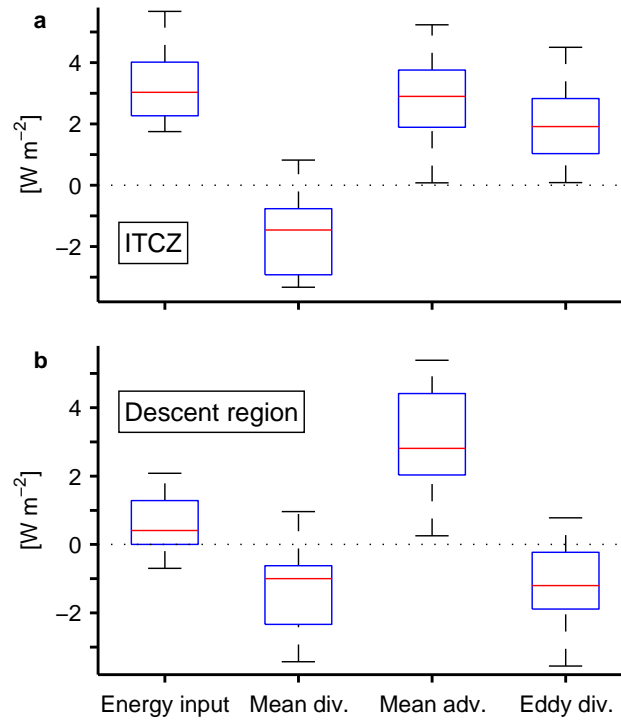 a
4
2
0
−2
[W m−2]
ITCZ
b
4
2
0
−2
[W m−2]
Descent region
Energy input Mean div. Mean adv. Eddy div.